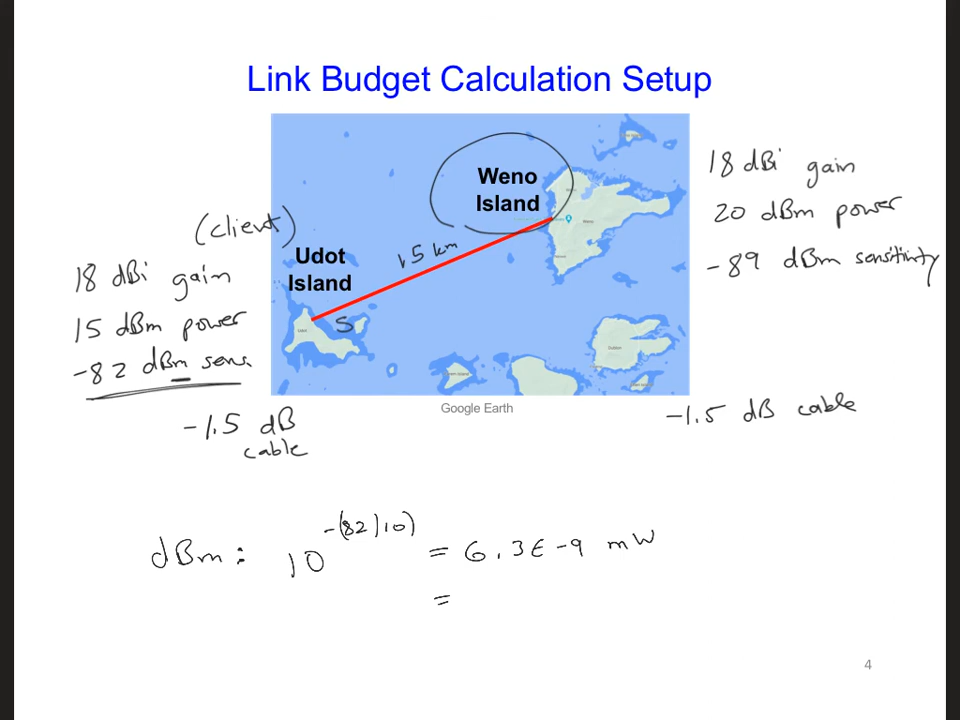 Link Budget Calculation Setup
Weno
Island
18 dBi gain
20 dBm power
-89 dBm sensitivity
(client)
Udot
Island
15 km
18 dBi gain
15 dBm power
-82 dBm sens.
S
Google Earth
-1.5 dB
cable
-1.5 dB cable
dBm: 10^-(82/10) = 6.3E-9 mW
=
4